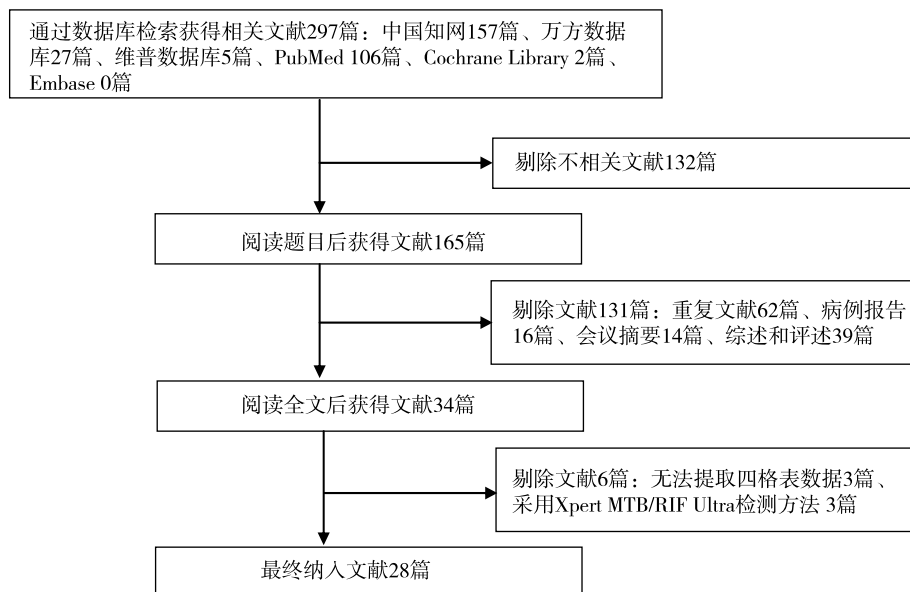 通过数据库检索获得相关文献297篇：中国知网157篇、万方数据
库27篇、维普数据库5篇、PubMed 106篇、Cochrane Library 2篇、
Embase 0篇
剔除不相关文献132篇
阅读题目后获得文献165篇
剔除文献131篇：重复文献62篇、病例报告
16篇、会议摘要14篇、综述和评述39篇
阅读全文后获得文献34篇
剔除文献6篇：无法提取四格表数据3篇、
采用Xpert MTB/RIF Ultra检测方法 3篇
最终纳入文献28篇